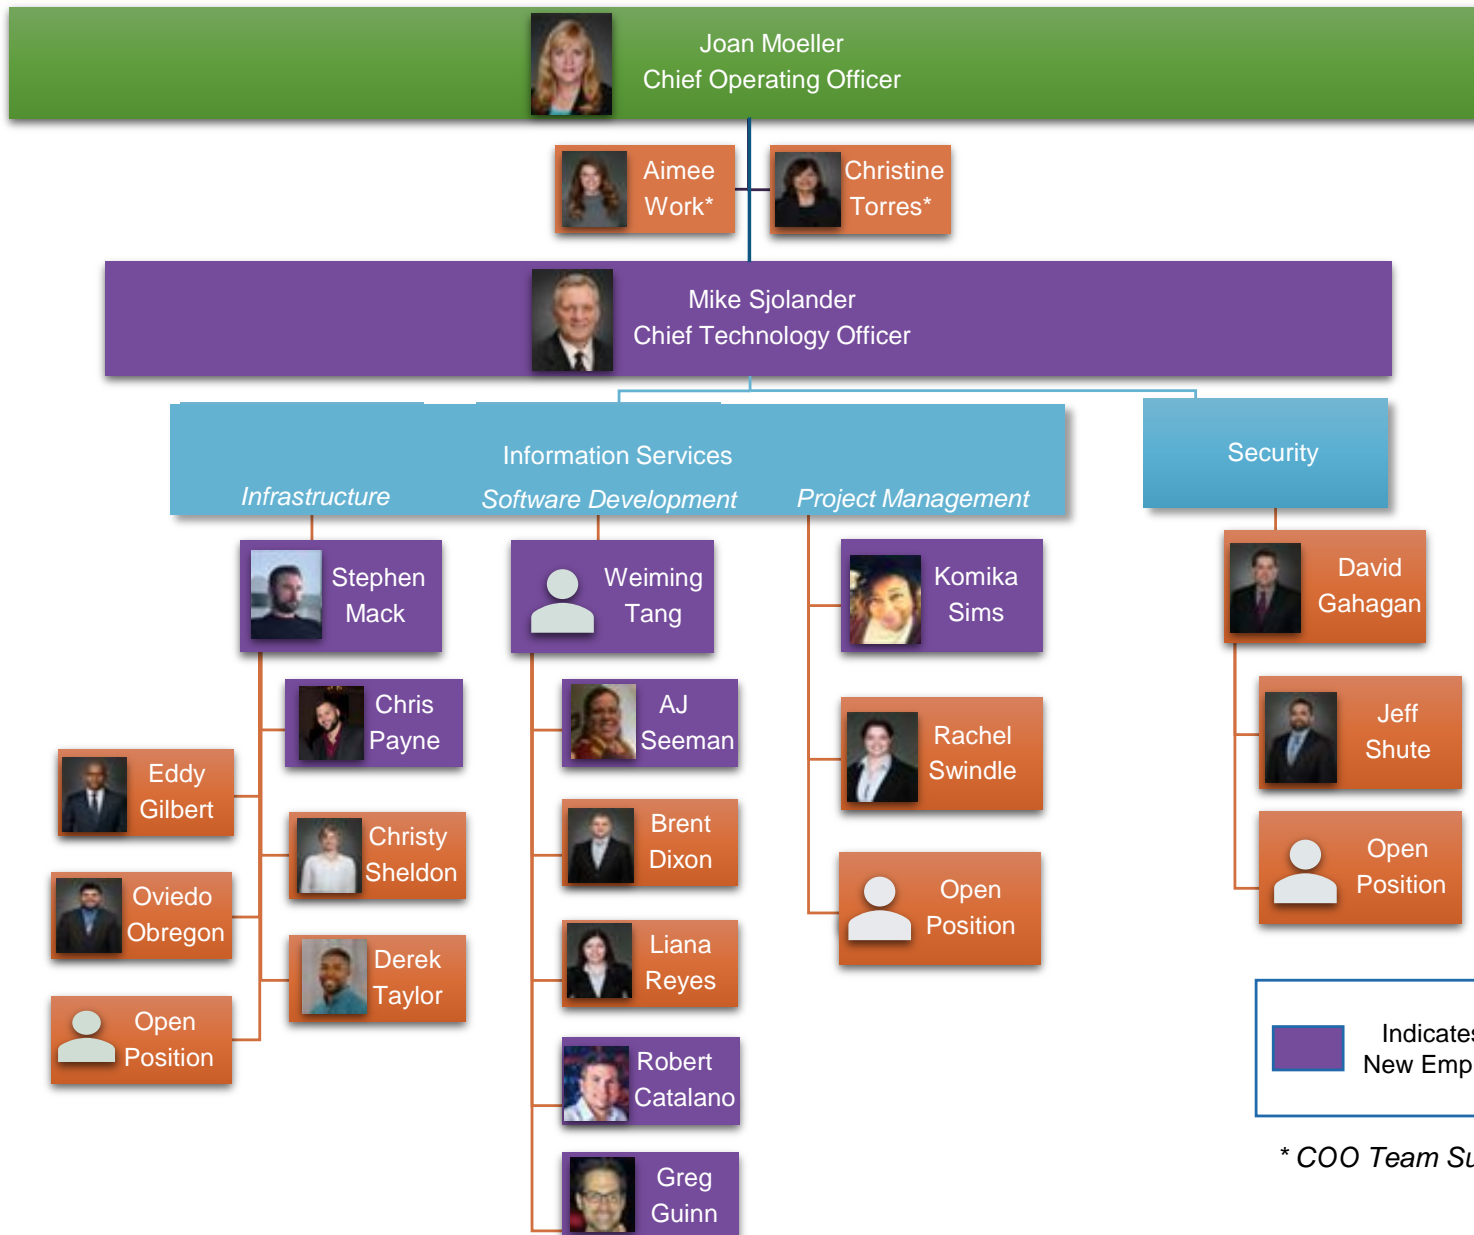 Joan Moeller
Chief Operating Officer
Aimee
Work*
Christine
Torres*
Mike Sjolander
Chief Technology Officer
Information Services
Infrastructure
Software Development
Project Management
Security
Stephen
Mack
Weiming
Tang
Komika
Sims
David
Gahagan
Chris
Payne
AJ
Seeman
Rachel
Swindle
Jeff
Shute
Eddy
Gilbert
Christy
Sheldon
Brent
Dixon
Open
Position
Open
Position
Oviedo
Obregon
Derek
Taylor
Liana
Reyes
Open
Position
Robert
Catalano
Greg
Guinn
Indicates
New Emp
* COO Team Su